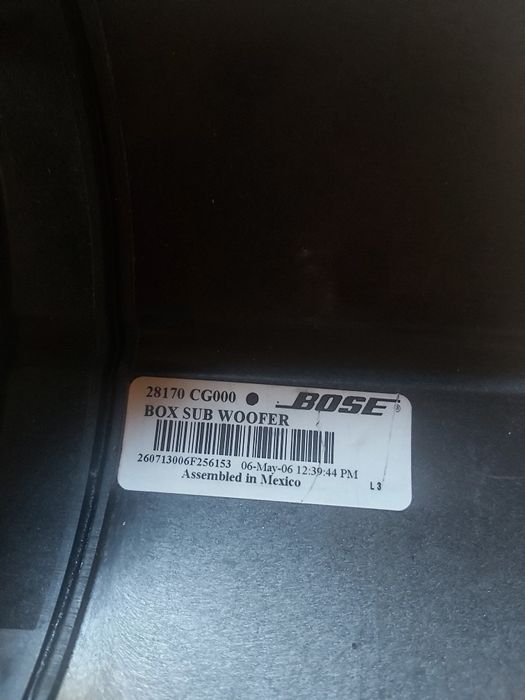 28170 CG000 ● BOSE®
BOX SUB WOOFER
260713006F256153 06-May-06 12:39:44 PM
Assembled in Mexico
L3